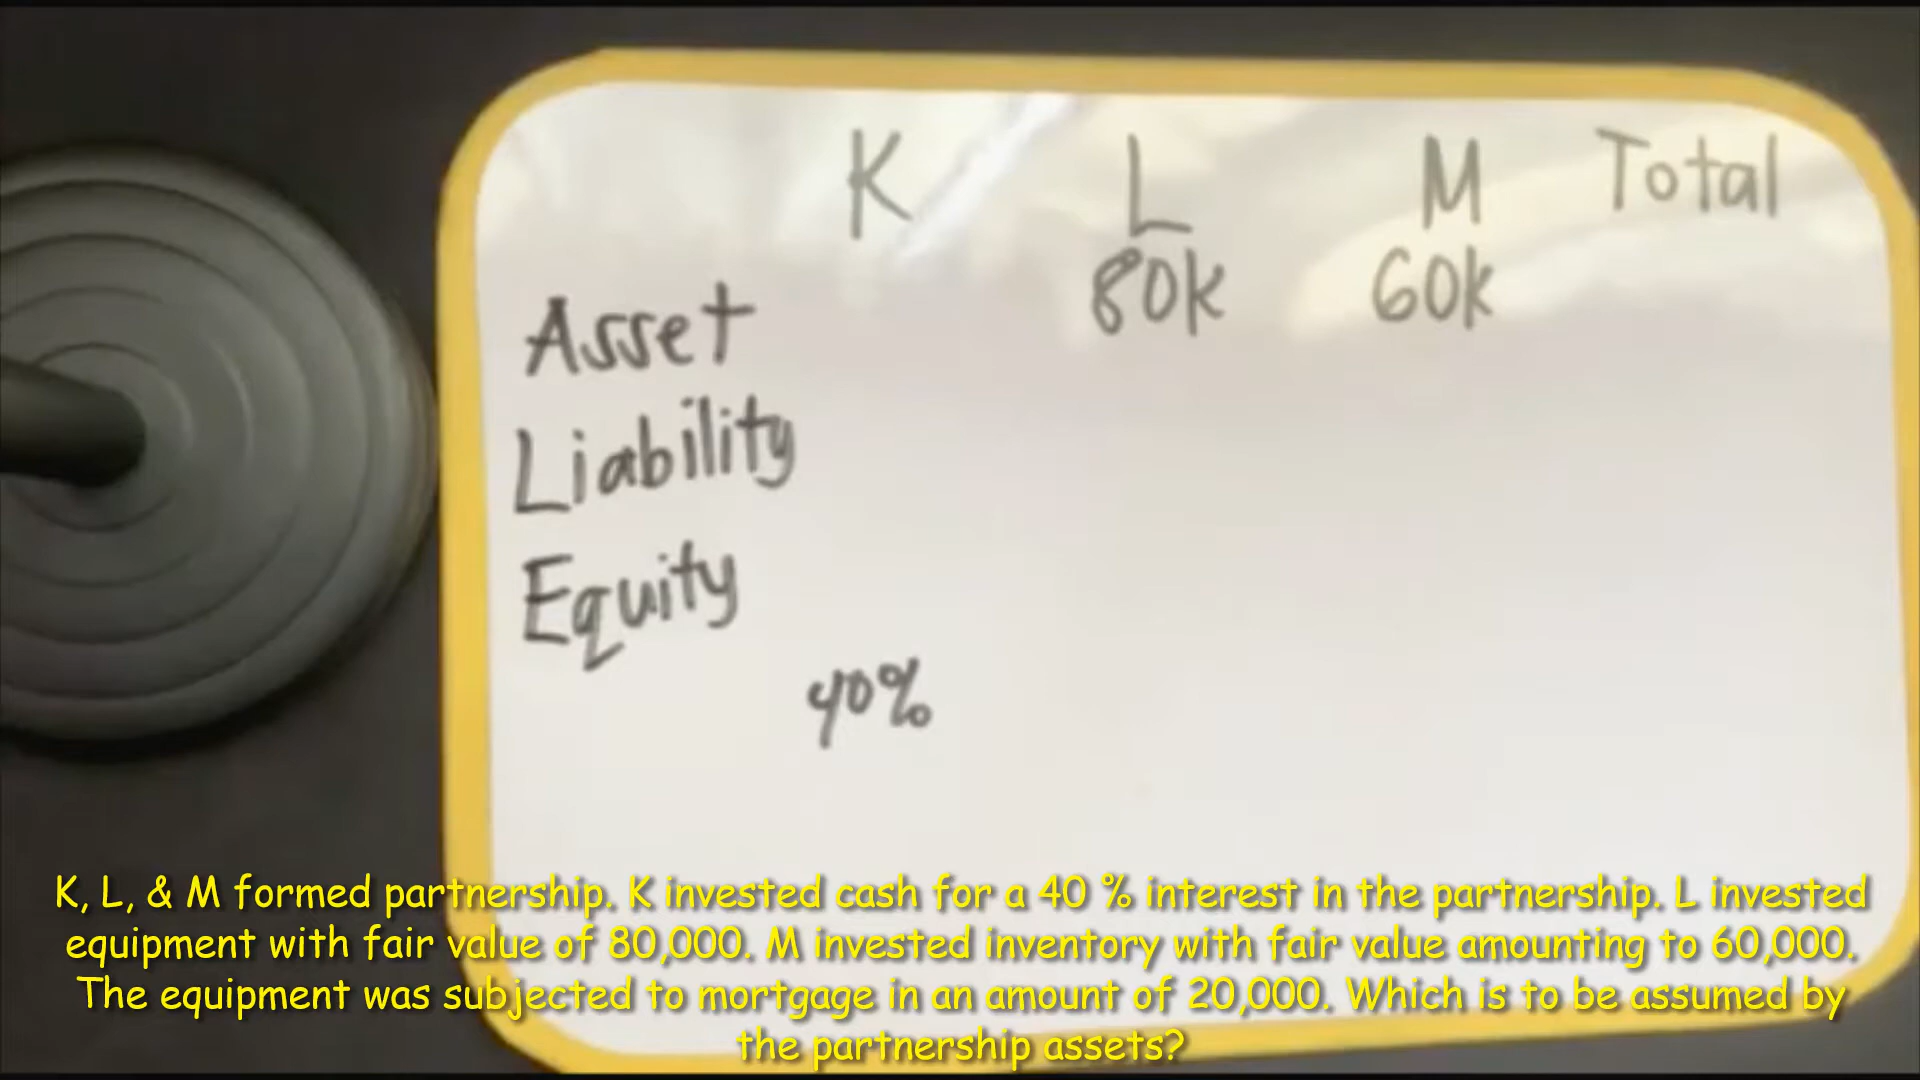 K L M Total
Asset 80k 60k
Liability
Equity
40%
K, L, & M formed partnership. K invested cash for a 40 % interest in the partnership. L invested
equipment with fair value of 80,000. M invested inventory with fair value amounting to 60,000.
The equipment was subjected to mortgage in an amount of 20,000. Which is to be assumed by
the partnership assets?